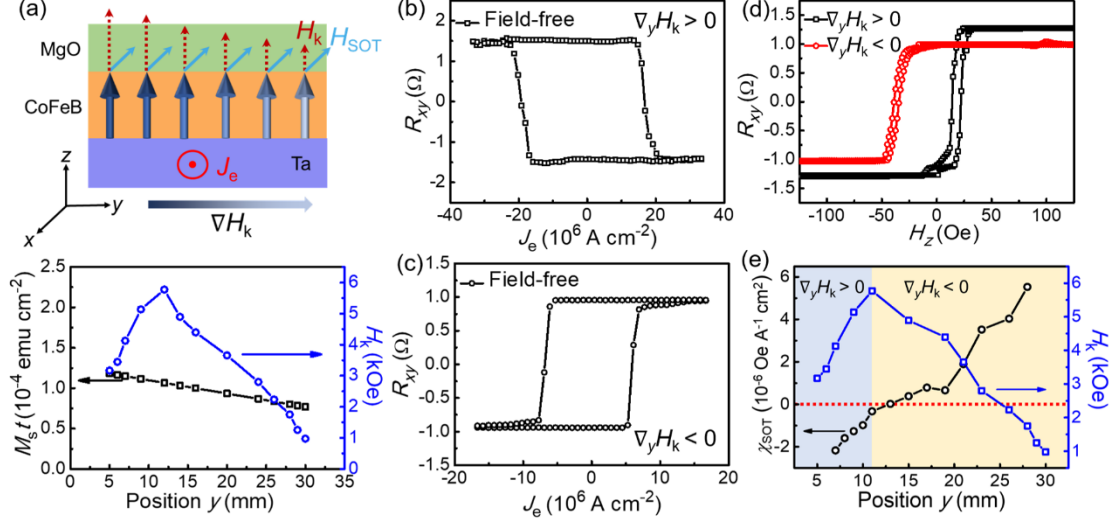 (a)
MgO
CoFeB
Ta
H_k
H_SOT
J_e
z
y
x
∇H_k
2.5
2.0
1.5
1.0
0.5
0.0
M_s t (10^-4 emu cm^-2)
0 5 10 15 20 25 30 35
Position y (mm)
6
5
4
3
2
1
0
H_k (kOe)
(b)
Field-free
∇_y H_k > 0
2
1
0
-1
-2
R_xy (Ω)
-40 -20 0 20 40
J_e (10^6 A cm^-2)
(c)
Field-free
∇_y H_k < 0
1.5
1.0
0.5
0.0
-0.5
-1.0
-1.5
R_xy (Ω)
-20 -10 0 10 20
J_e (10^6 A cm^-2)
(d)
∇_y H_k > 0
∇_y H_k < 0
1.5
1.0
0.5
0.0
-1.0
-1.5
R_xy (Ω)
-100 -50 0 50 100
H_z (Oe)
(e)
∇_y H_k > 0
∇_y H_k < 0
6
4
2
0
-2
χ_SOT (10^-6 Oe A^-1 cm^2)
5 10 15 20 25 30
Position y (mm)
6
5
4
3
2
1
H_k (kOe)